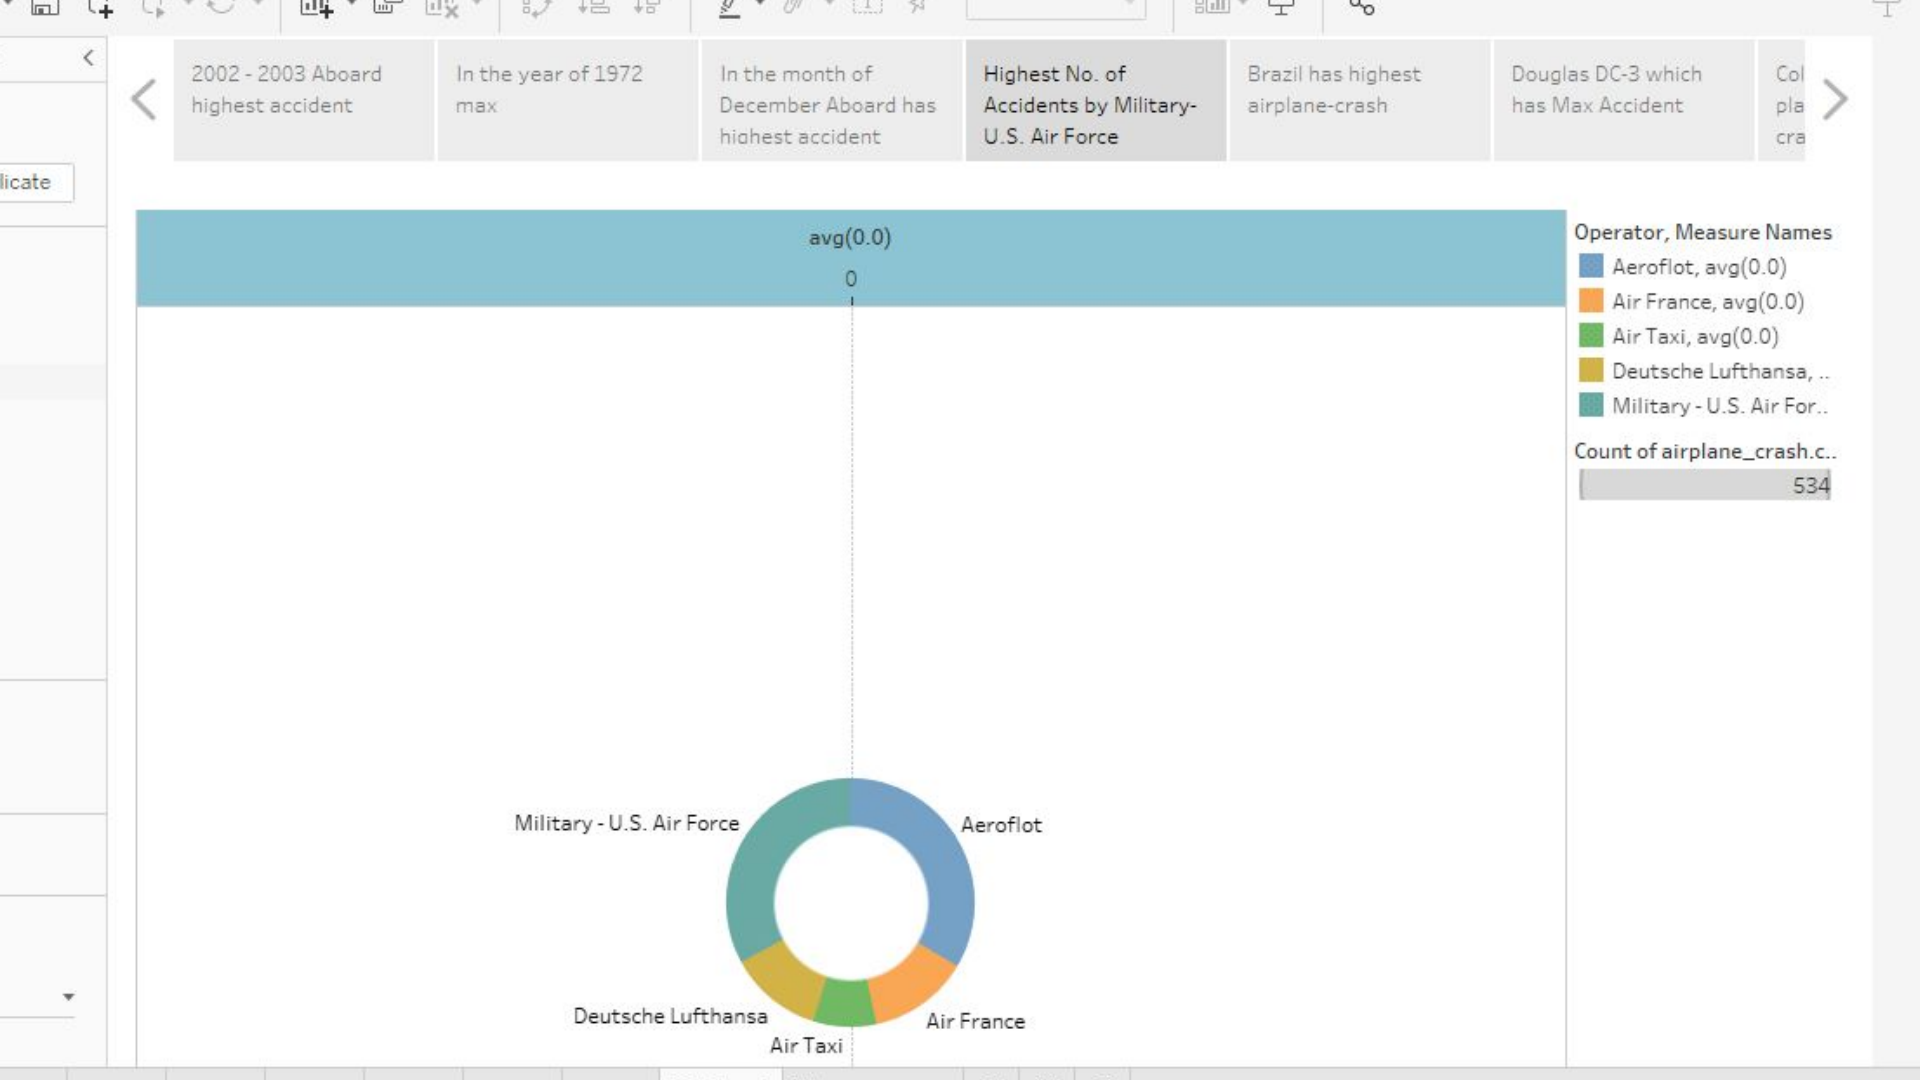 2002 - 2003 Aboard
highest accident
In the year of 1972
max
In the month of
December Aboard has
highest accident
Highest No. of
Accidents by Military-
U.S. Air Force
Brazil has highest
airplane-crash
Douglas DC-3 which
has Max Accident
Col
pla
cra
licate
avg(0.0)
0
Operator, Measure Names
Aeroflot, avg(0.0)
Air France, avg(0.0)
Air Taxi, avg(0.0)
Deutsche Lufthansa, ..
Military - U.S. Air For..
Count of airplane_crash.c..
534
Military - U.S. Air Force
Aeroflot
Deutsche Lufthansa
Air France
Air Taxi